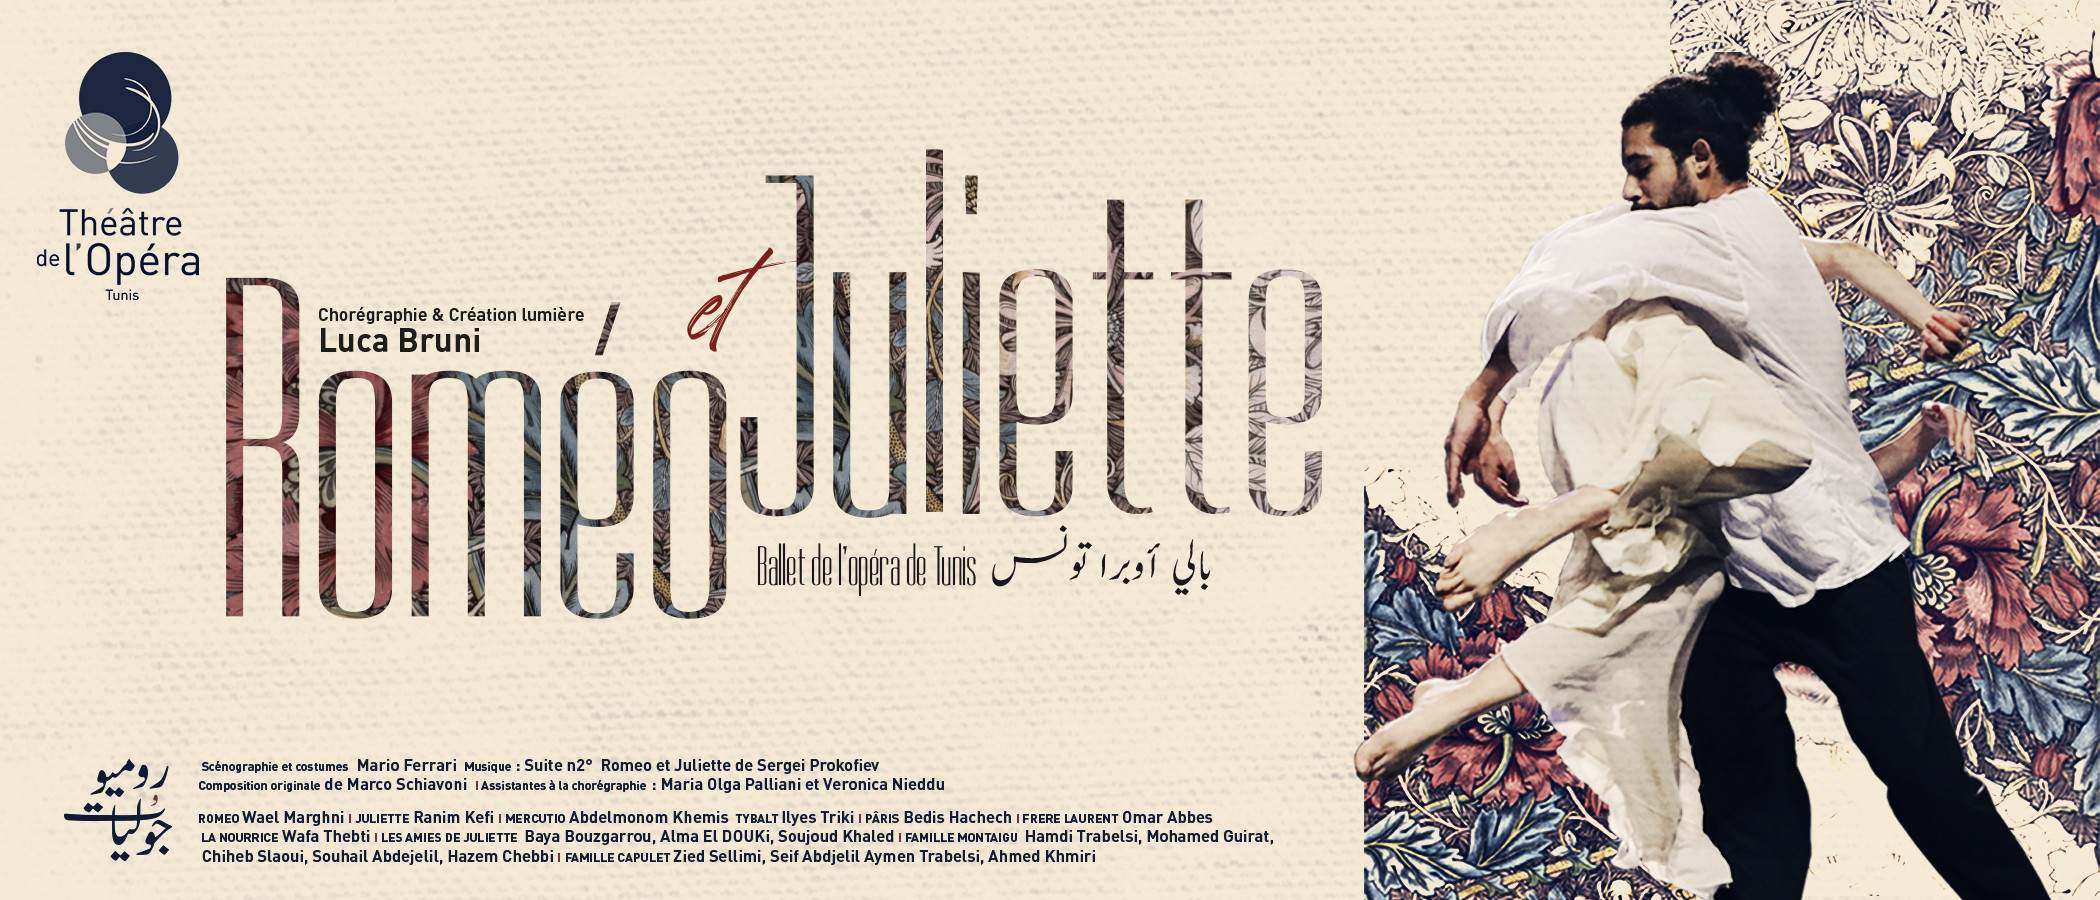 Théâtre
de l'Opéra
Tunis
Chorégraphie & Création lumière
Luca Bruni
Roméo
et
Juliette
Ballet de l'opéra de Tunis بالي أوبرا تونس
روميو
و
جولیات
Scénographie et costumes Mario Ferrari Musique : Suite n2° Romeo et Juliette de Sergei Prokofiev
Composition originale de Marco Schiavoni | Assistantes à la chorégraphie : Maria Olga Palliani et Veronica Nieddu
ROMEO Wael Marghni | JULIETTE Ranim Kefi | MERCUTIO Abdelmonom Khemis TYBALT Ilyes Triki | PÂRIS Bedis Hachech | FRERE LAURENT Omar Abbes
LA NOURRICE Wafa Thebti | LES AMIES DE JULIETTE Baya Bouzgarrou, Alma El DOUKi, Soujoud Khaled | FAMILLE MONTAIGU Hamdi Trabelsi, Mohamed Guirat,
Chiheb Slaoui, Souhail Abdejelil, Hazem Chebbi | FAMILLE CAPULET Zied Sellimi, Seif Abdjelil Aymen Trabelsi, Ahmed Khmiri